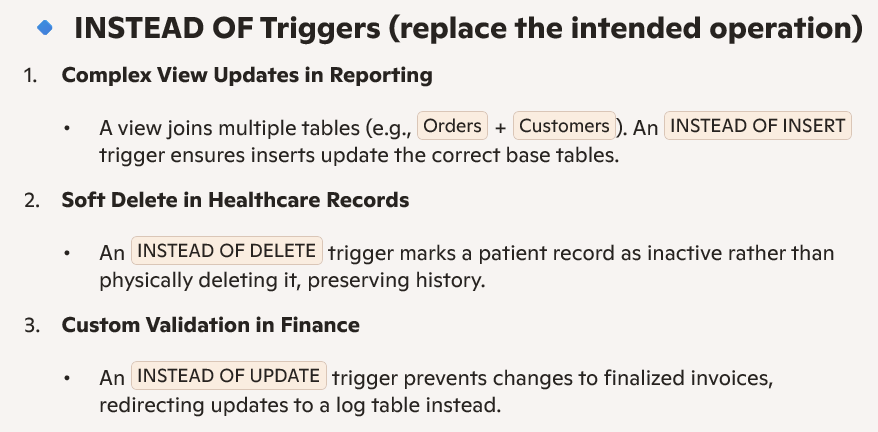 INSTEAD OF Triggers (replace the intended operation)
1. Complex View Updates in Reporting
• A view joins multiple tables (e.g., Orders + Customers). An INSTEAD OF INSERT
trigger ensures inserts update the correct base tables.
2. Soft Delete in Healthcare Records
• An INSTEAD OF DELETE trigger marks a patient record as inactive rather than
physically deleting it, preserving history.
3. Custom Validation in Finance
• An INSTEAD OF UPDATE trigger prevents changes to finalized invoices,
redirecting updates to a log table instead.